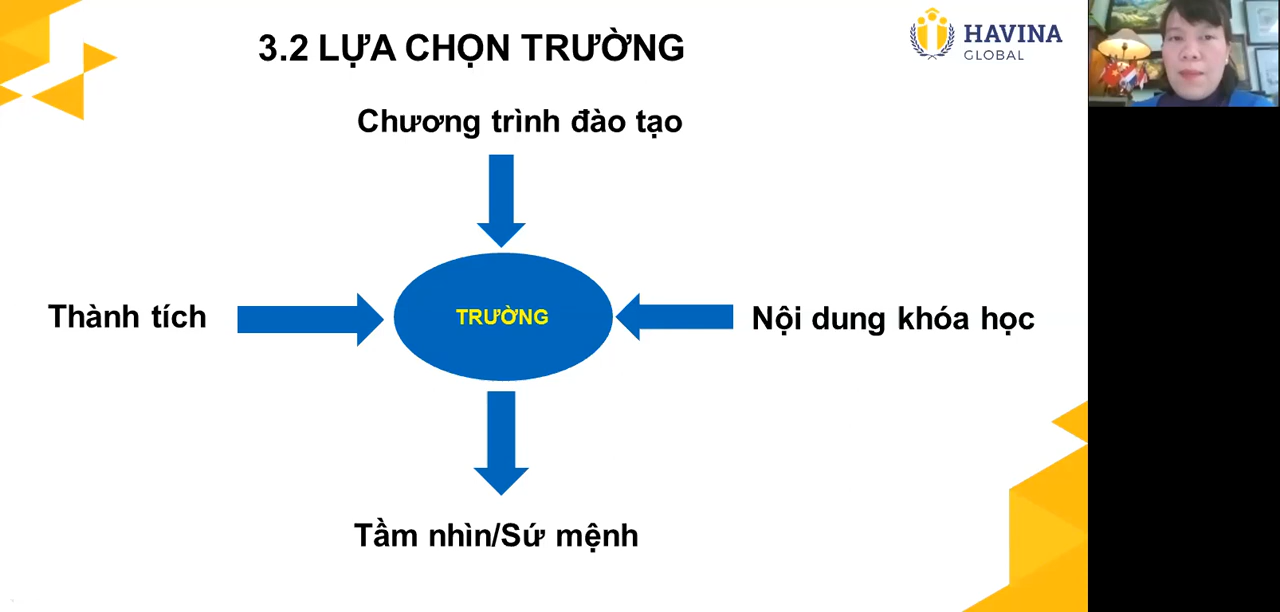 3.2 LỰA CHỌN TRƯỜNG
HAVINA
GLOBAL
Chương trình đào tạo
Thành tích
TRƯỜNG
Nội dung khóa học
Tầm nhìn/Sứ mệnh